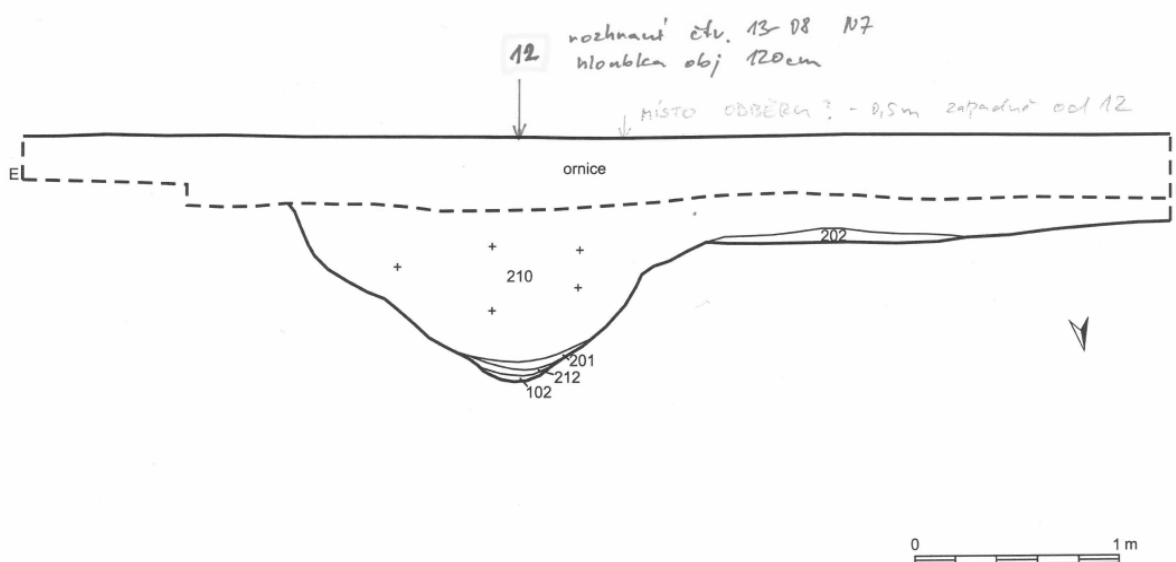 rozhraní čtv. 13-D8 N7
12 hloubka obj 120cm
MÍSTO ODBĚRU? - 0,5m západně od 12
E
ornice
202
210
201
212
102
0 1 m